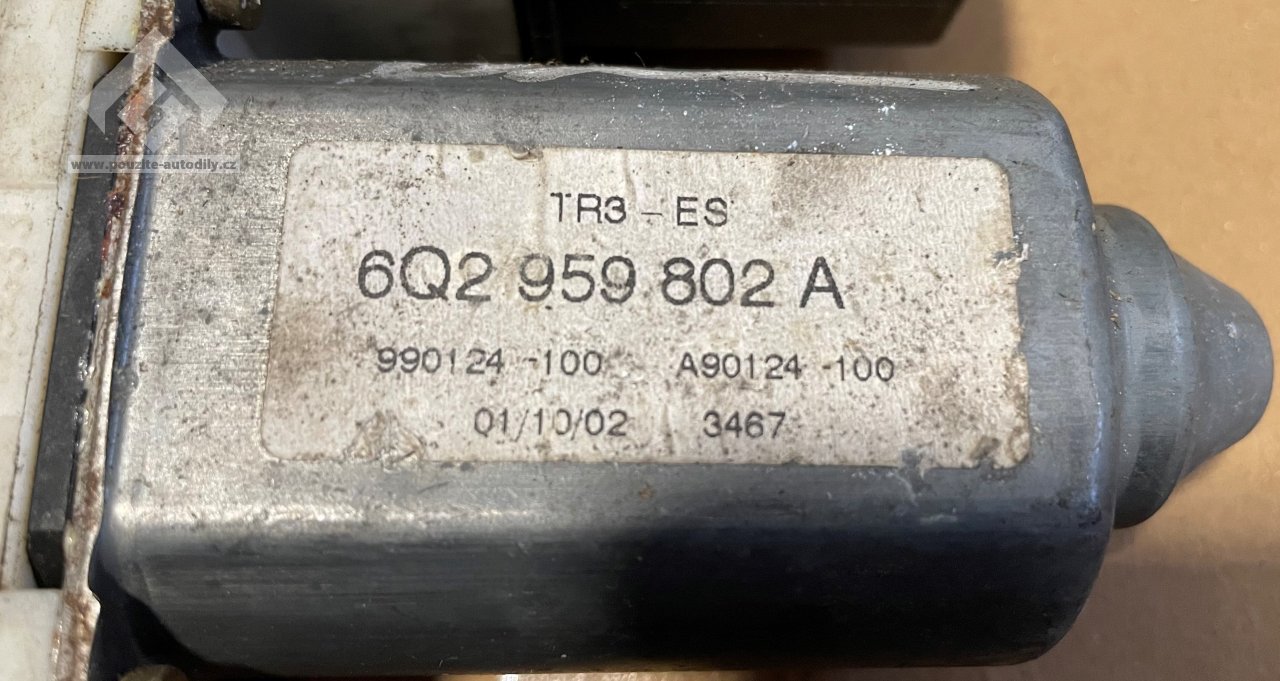 www.pouzite-autodily.cz
TR3 - ES
6Q2 959 802 A
990124 -100 A90124 -100
01/10/02 3467